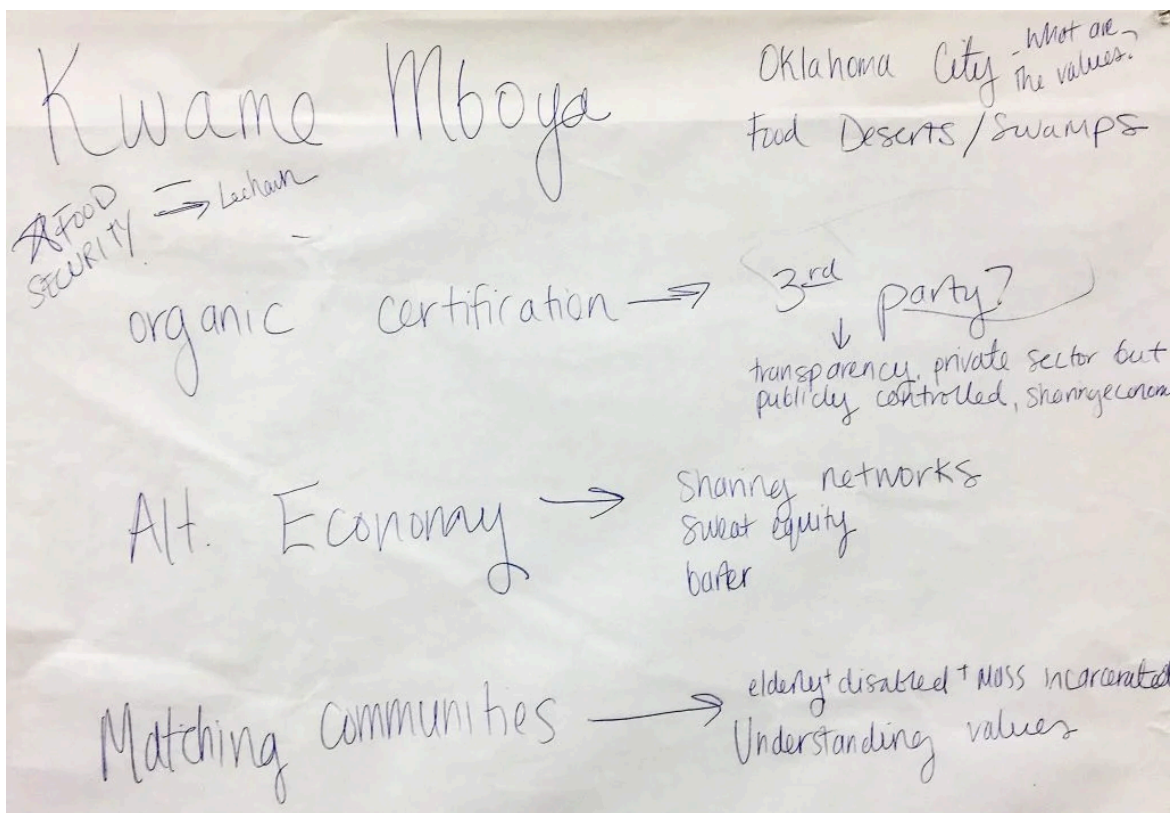 Kwame Mboya
Oklahoma City - What are the values?
Food Deserts/Swamps
FOOD SECURITY →
organic certification → 3rd party?
↓
transparency, private sector but
publicly controlled, sharing econom
Alt. Economy → Sharing networks
Sweat equity
barter
Matching communities → elderly + disabled + Mass incarcerated
Understanding values